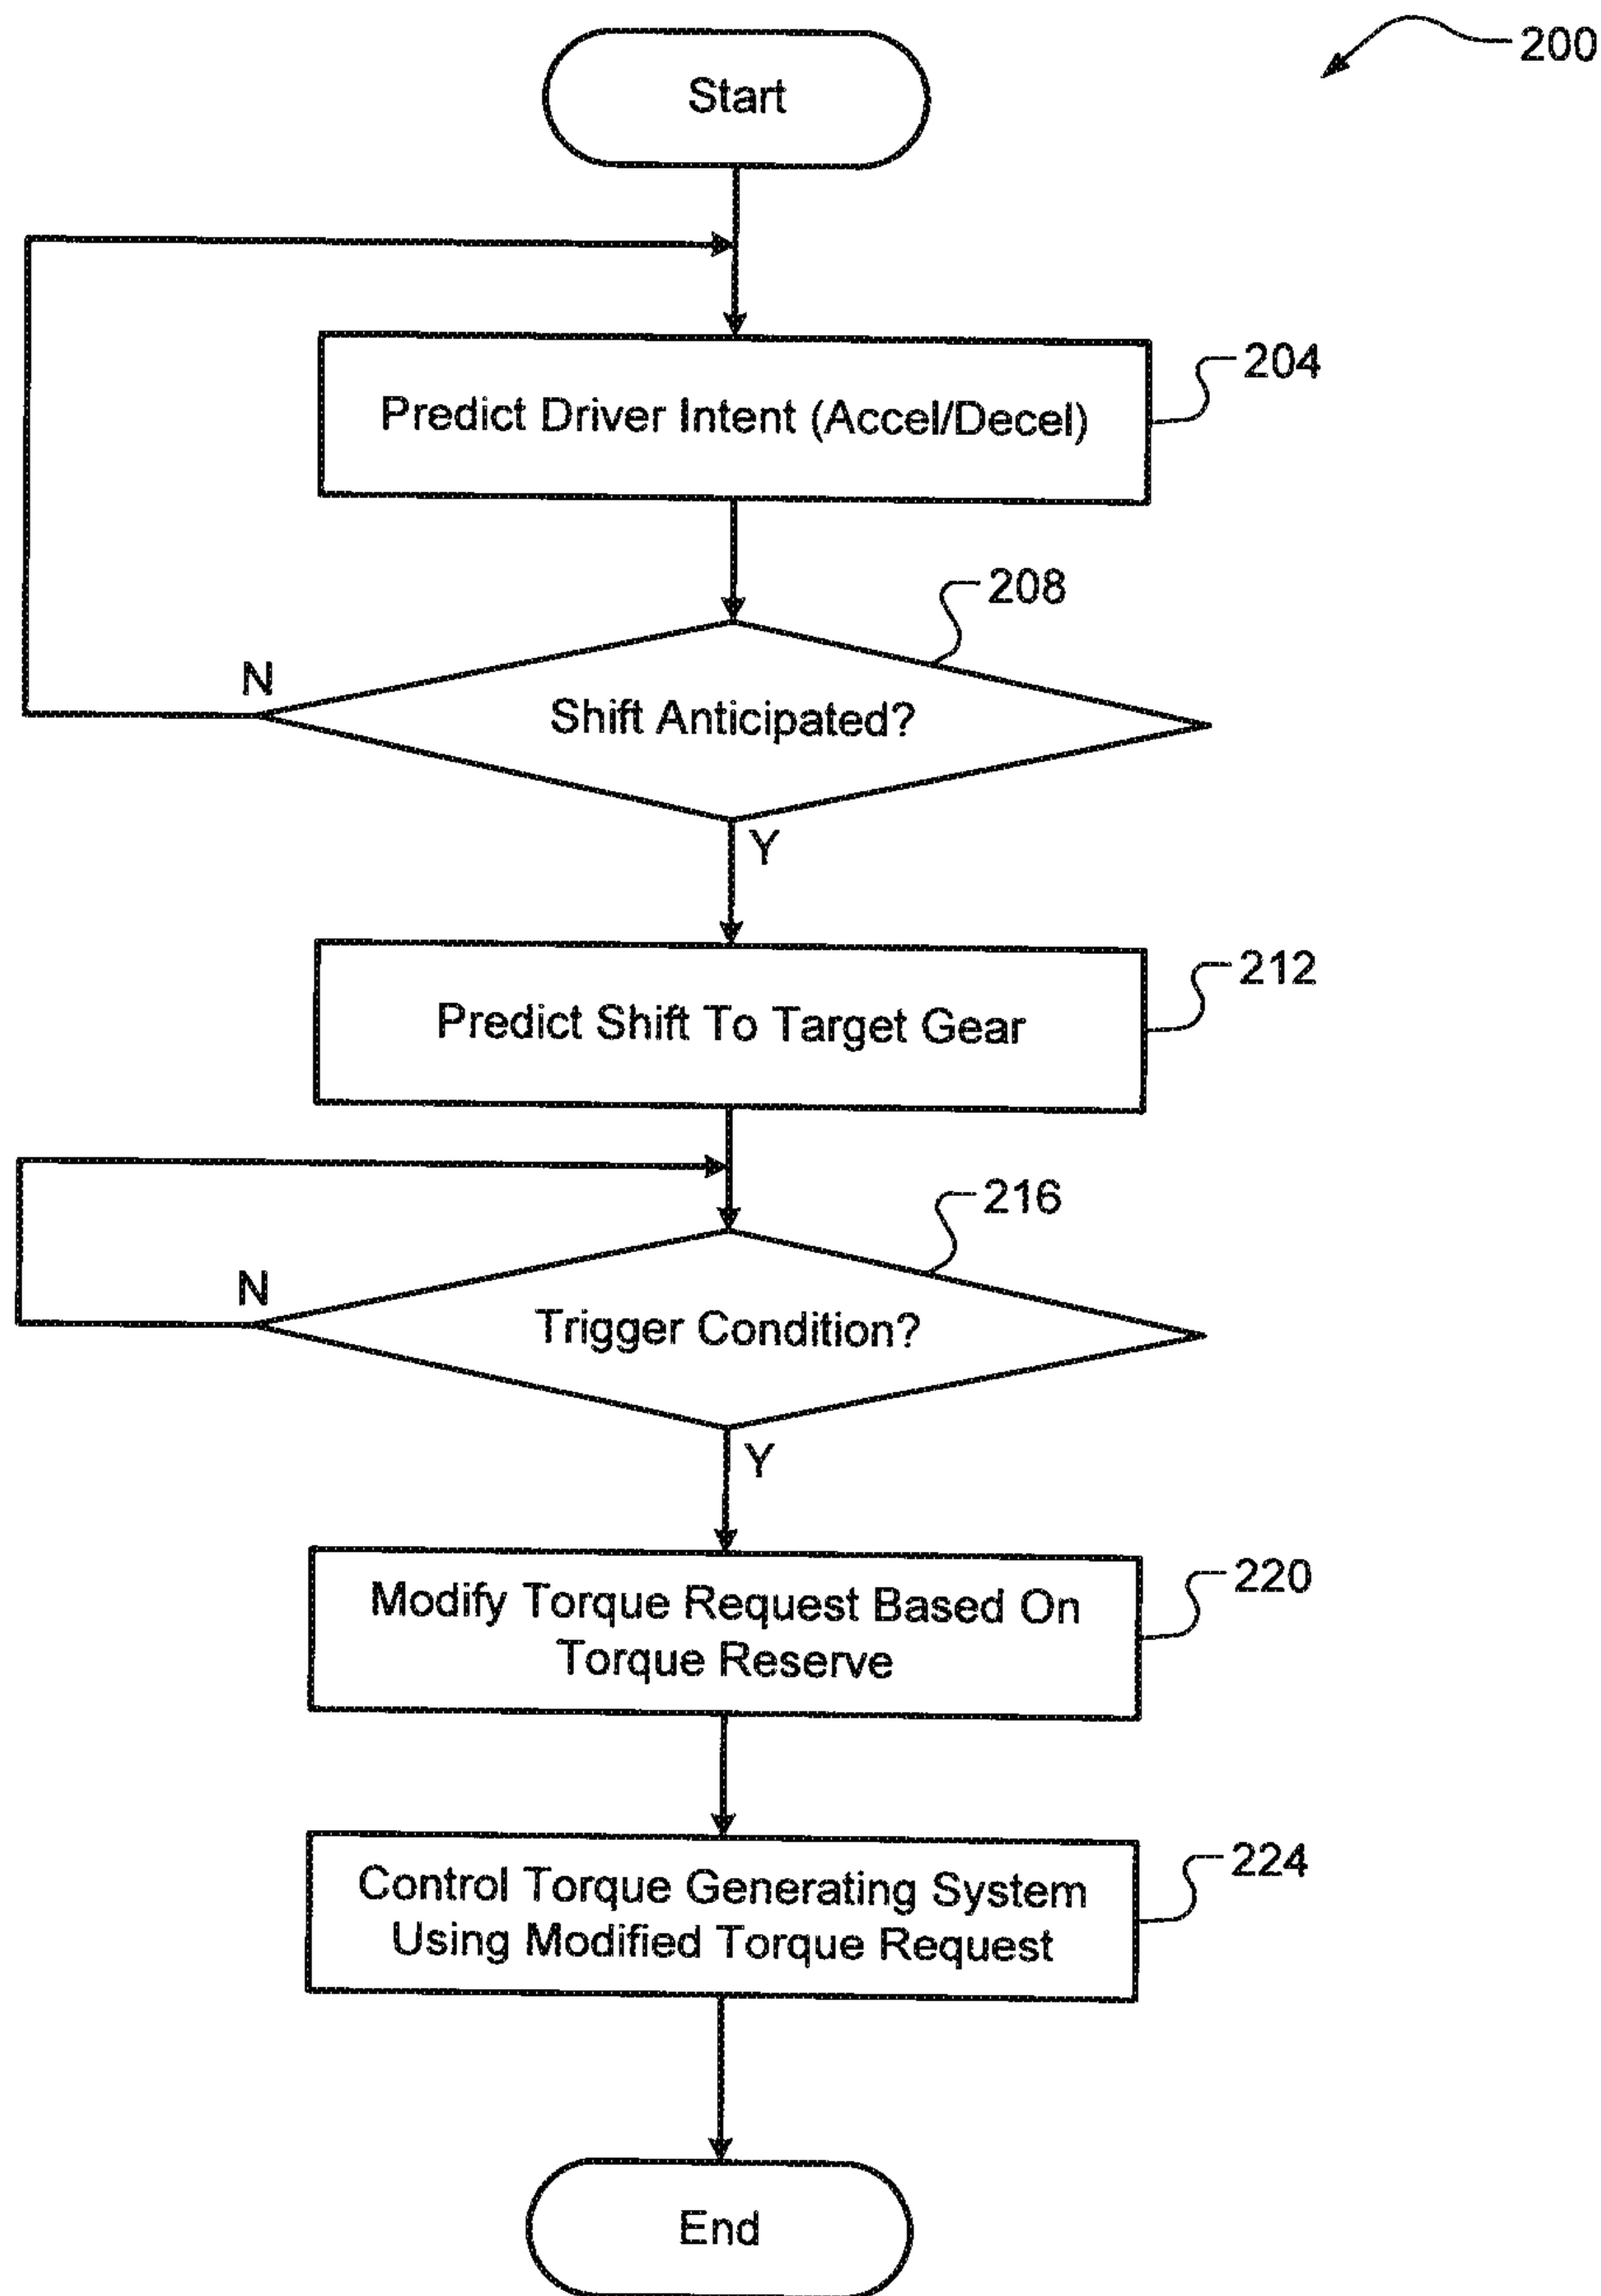 200
Start
Predict Driver Intent (Accel/Decel)
204
208
N
Shift Anticipated?
Y
Predict Shift To Target Gear
212
216
N
Trigger Condition?
Y
Modify Torque Request Based On
Torque Reserve
220
Control Torque Generating System
Using Modified Torque Request
224
End